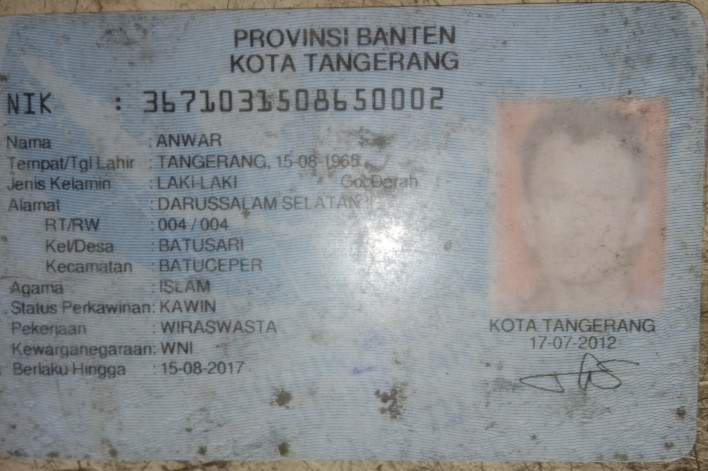 PROVINSI BANTEN
KOTA TANGERANG
NIK : 3671031508650002
Nama : ANWAR
Tempat/Tgl Lahir : TANGERANG, 15-08-1965
Jenis Kelamin : LAKI-LAKI Gol. Darah
Alamat : DARUSSALAM SELATAN
RT/RW : 004 / 004
Kel/Desa : BATUSARI
Kecamatan : BATUCEPER
Agama : ISLAM
Status Perkawinan: KAWIN
Pekerjaan : WIRASWASTA
Kewarganegaraan: WNI
Berlaku Hingga : 15-08-2017
KOTA TANGERANG
17-07-2012